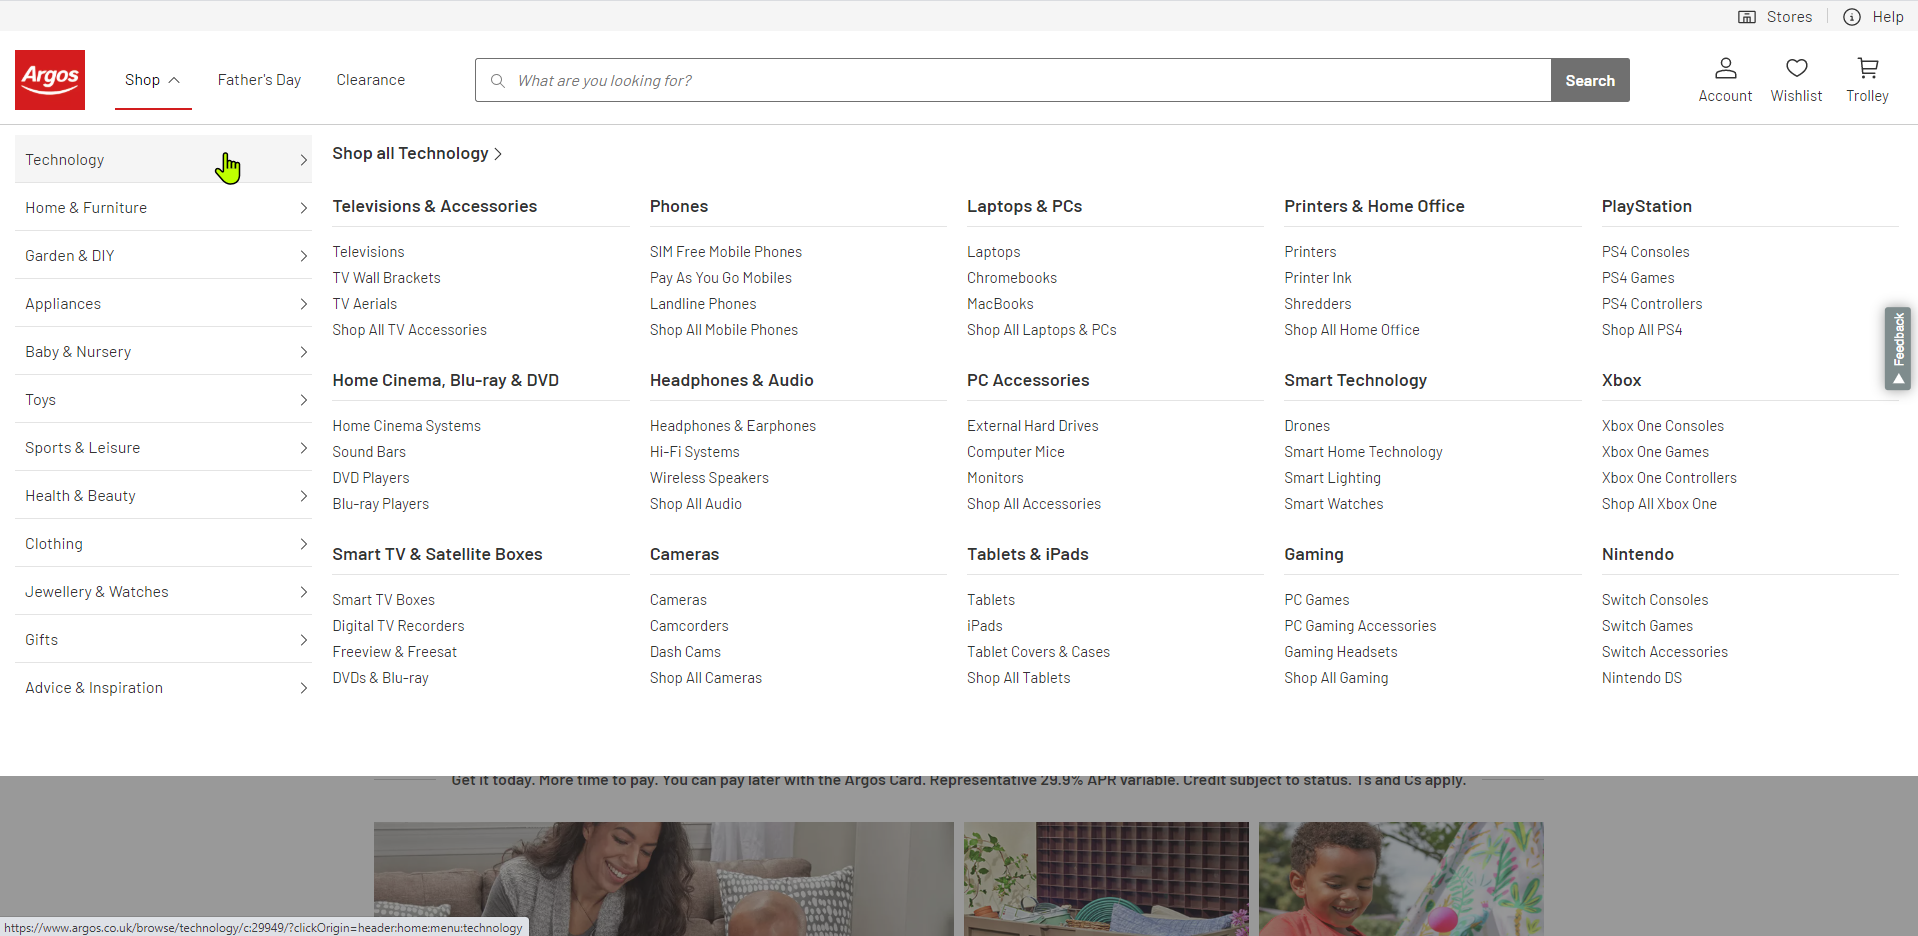 Stores
Help
Argos
Shop
Father's Day
Clearance
What are you looking for?
Search
Account
Wishlist
Trolley
Technology
Home & Furniture
Garden & DIY
Appliances
Baby & Nursery
Toys
Sports & Leisure
Health & Beauty
Clothing
Jewellery & Watches
Gifts
Advice & Inspiration
Shop all Technology
Televisions & Accessories
Televisions
TV Wall Brackets
TV Aerials
Shop All TV Accessories
Phones
SIM Free Mobile Phones
Pay As You Go Mobiles
Landline Phones
Shop All Mobile Phones
Laptops & PCs
Laptops
Chromebooks
MacBooks
Shop All Laptops & PCs
Printers & Home Office
Printers
Printer Ink
Shredders
Shop All Home Office
PlayStation
PS4 Consoles
PS4 Games
PS4 Controllers
Shop All PS4
Home Cinema, Blu-ray & DVD
Home Cinema Systems
Sound Bars
DVD Players
Blu-ray Players
Headphones & Audio
Headphones & Earphones
Hi-Fi Systems
Wireless Speakers
Shop All Audio
PC Accessories
External Hard Drives
Computer Mice
Monitors
Shop All Accessories
Smart Technology
Drones
Smart Home Technology
Smart Lighting
Smart Watches
Xbox
Xbox One Consoles
Xbox One Games
Xbox One Controllers
Shop All Xbox One
Smart TV & Satellite Boxes
Smart TV Boxes
Digital TV Recorders
Freeview & Freesat
DVDs & Blu-ray
Cameras
Cameras
Camcorders
Dash Cams
Shop All Cameras
Tablets & iPads
Tablets
iPads
Tablet Covers & Cases
Shop All Tablets
Gaming
PC Games
PC Gaming Accessories
Gaming Headsets
Shop All Gaming
Nintendo
Switch Consoles
Switch Games
Switch Accessories
Nintendo DS
Feedback
Get it today. More time to pay. You can pay later with the Argos Card. Representative 29.9% APR variable. Credit subject to status. Ts and Cs apply.
https://www.argos.co.uk/browse/technology/c:29949/?clickOrigin=header:home:menu:technology